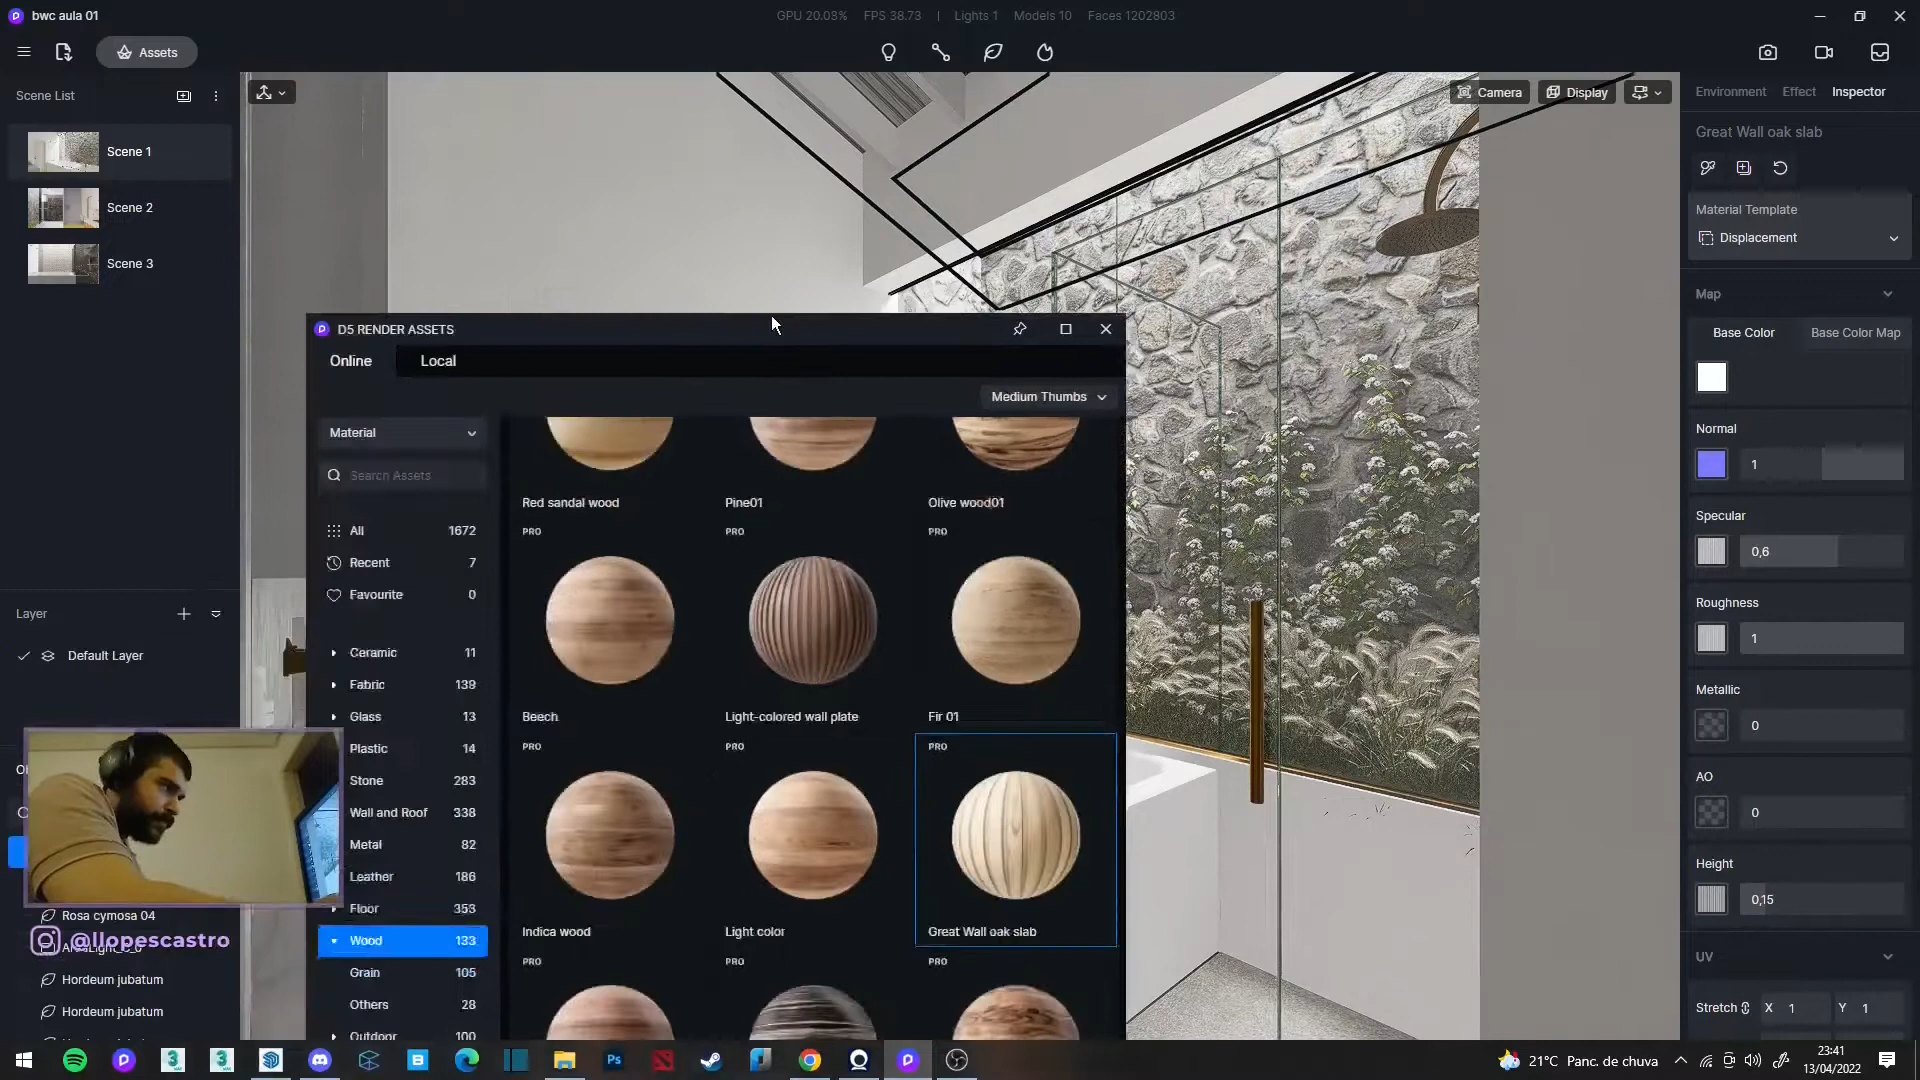 bwc aula 01
GPU 20.03% FPS 38.73 | Lights 1 Models 10 Faces 1202803
Assets
Scene List
Scene 1
Scene 2
Scene 3
Camera
Display
Environment Effect Inspector
Great Wall oak slab
Material Template
Displacement
Map
Base Color Base Color Map
Normal
1
Specular
0,6
Roughness
1
Metallic
0
AO
0
Height
0,15
UV
Stretch X 1 Y 1
D5 RENDER ASSETS
Online Local
Medium Thumbs
Material
Search Assets
All 1672
Recent 7
Favourite 0
Ceramic 11
Fabric 139
Glass 13
Plastic 14
Stone 283
Wall and Roof 338
Metal 82
Leather 186
Floor 353
Wood 133
Grain 105
Others 28
Outdoor 100
Red sandal wood Pine01 Olive wood01
PRO PRO PRO
Beech Light-colored wall plate Fir 01
PRO PRO PRO
Indica wood Light color Great Wall oak slab
PRO PRO PRO
Layer
Default Layer
Rosa cymosa 04
@llopescastro
Hordeum jubatum
Hordeum jubatum
21°C Panc. de chuva
23:41
13/04/2022